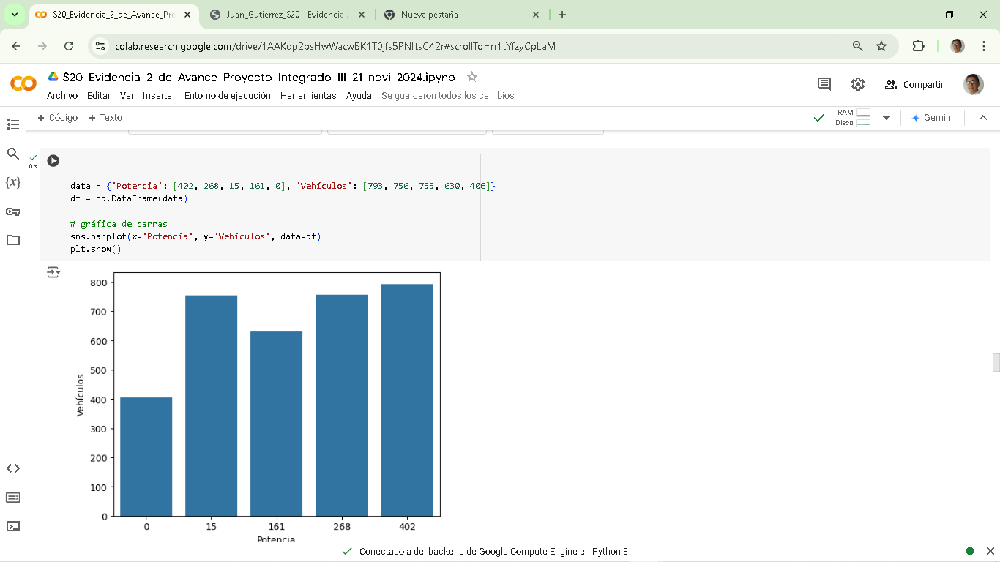 S20_Evidencia_2_de_Avance_Pro
Juan_Gutierrez_S20 - Evidencia 2
Nueva pestaña
colab.research.google.com/drive/1AAKqp2bsHwWacwBK1T0jfs5PNItsC42r#scrollTo=n1tYfzyCpLaM
S20_Evidencia_2_de_Avance_Proyecto_Integrado_III_21_novi_2024.ipynb
Compartir
Archivo Editar Ver Insertar Entorno de ejecución Herramientas Ayuda Se guardaron todos los cambios
+ Código + Texto
RAM
Disco
Gemini
0 s
data = {'Potencia': [402, 268, 15, 161, 0], 'Vehículos': [793, 756, 755, 630, 406]}
df = pd.DataFrame(data)
# gráfica de barras
sns.barplot(x='Potencia', y='Vehículos', data=df)
plt.show()
800
700
600
500
400
300
200
100
0
Vehículos
0 15 161 268 402
Potencia
Conectado a del backend de Google Compute Engine en Python 3